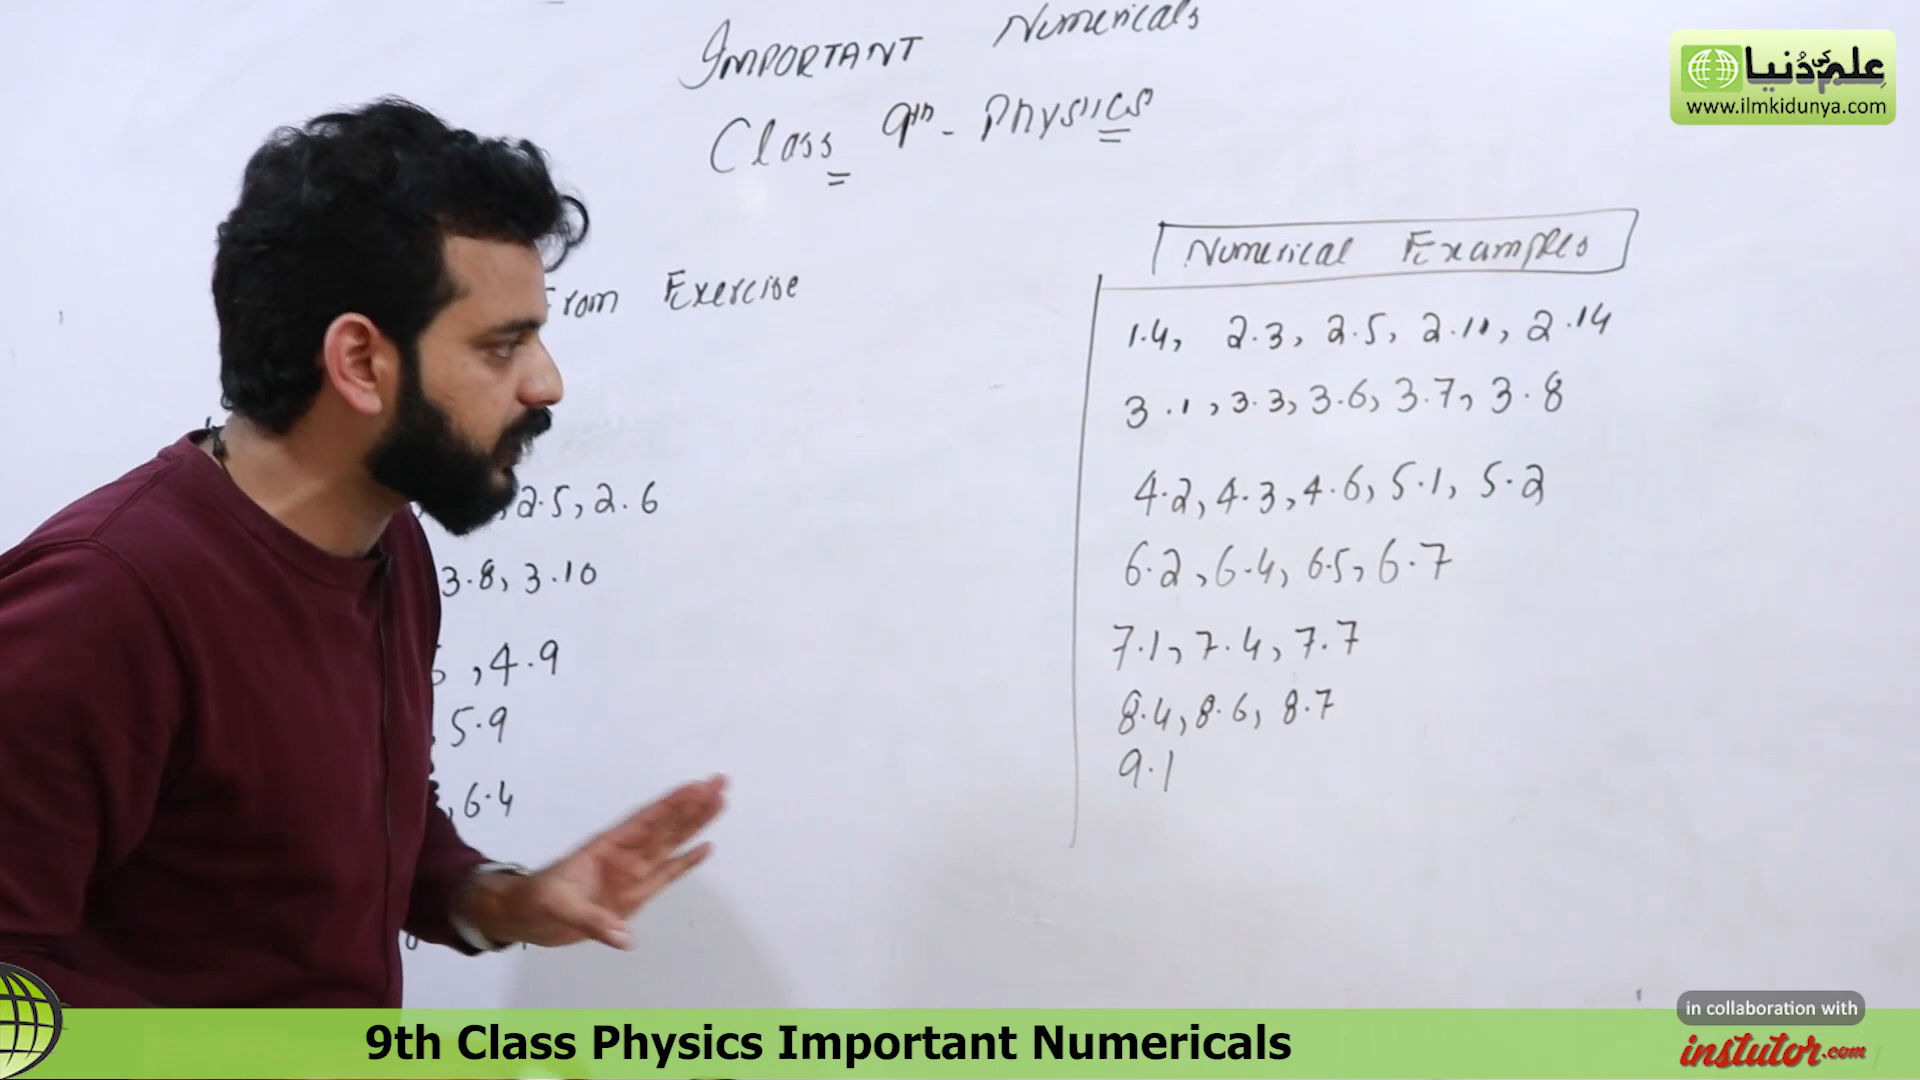 IMPORTANT Numericals
Class 9th - Physics
علم کی دُنیا
www.ilmkidunya.com
From Exercise
2.5, 2.6
3.8, 3.10
, 4.9
5.9
, 6.4
Numerical Examples
1.4, 2.3, 2.5, 2.11, 2.14
3.1, 3.3, 3.6, 3.7, 3.8
4.2, 4.3, 4.6, 5.1, 5.2
6.2, 6.4, 6.5, 6.7
7.1, 7.4, 7.7
8.4, 8.6, 8.7
9.1
9th Class Physics Important Numericals
in collaboration with
instutor.com